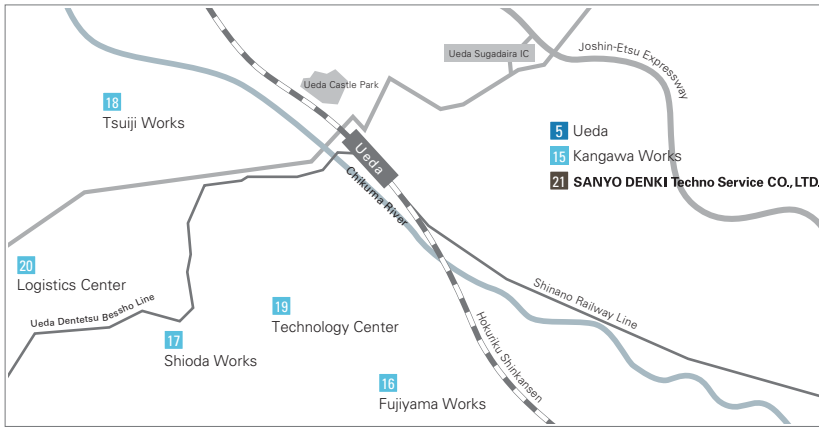 Joshin-Etsu Expressway
Ueda Sugadaira IC
Ueda Castle Park
18
Tsuiji Works
5 Ueda
15 Kangawa Works
21 SANYO DENKI Techno Service CO., LTD.
Ueda
Chikuma River
20
Logistics Center
Ueda Dentetsu Bessho Line
17
Shioda Works
19
Technology Center
Shinano Railway Line
Hokuriku Shinkansen
16
Fujiyama Works